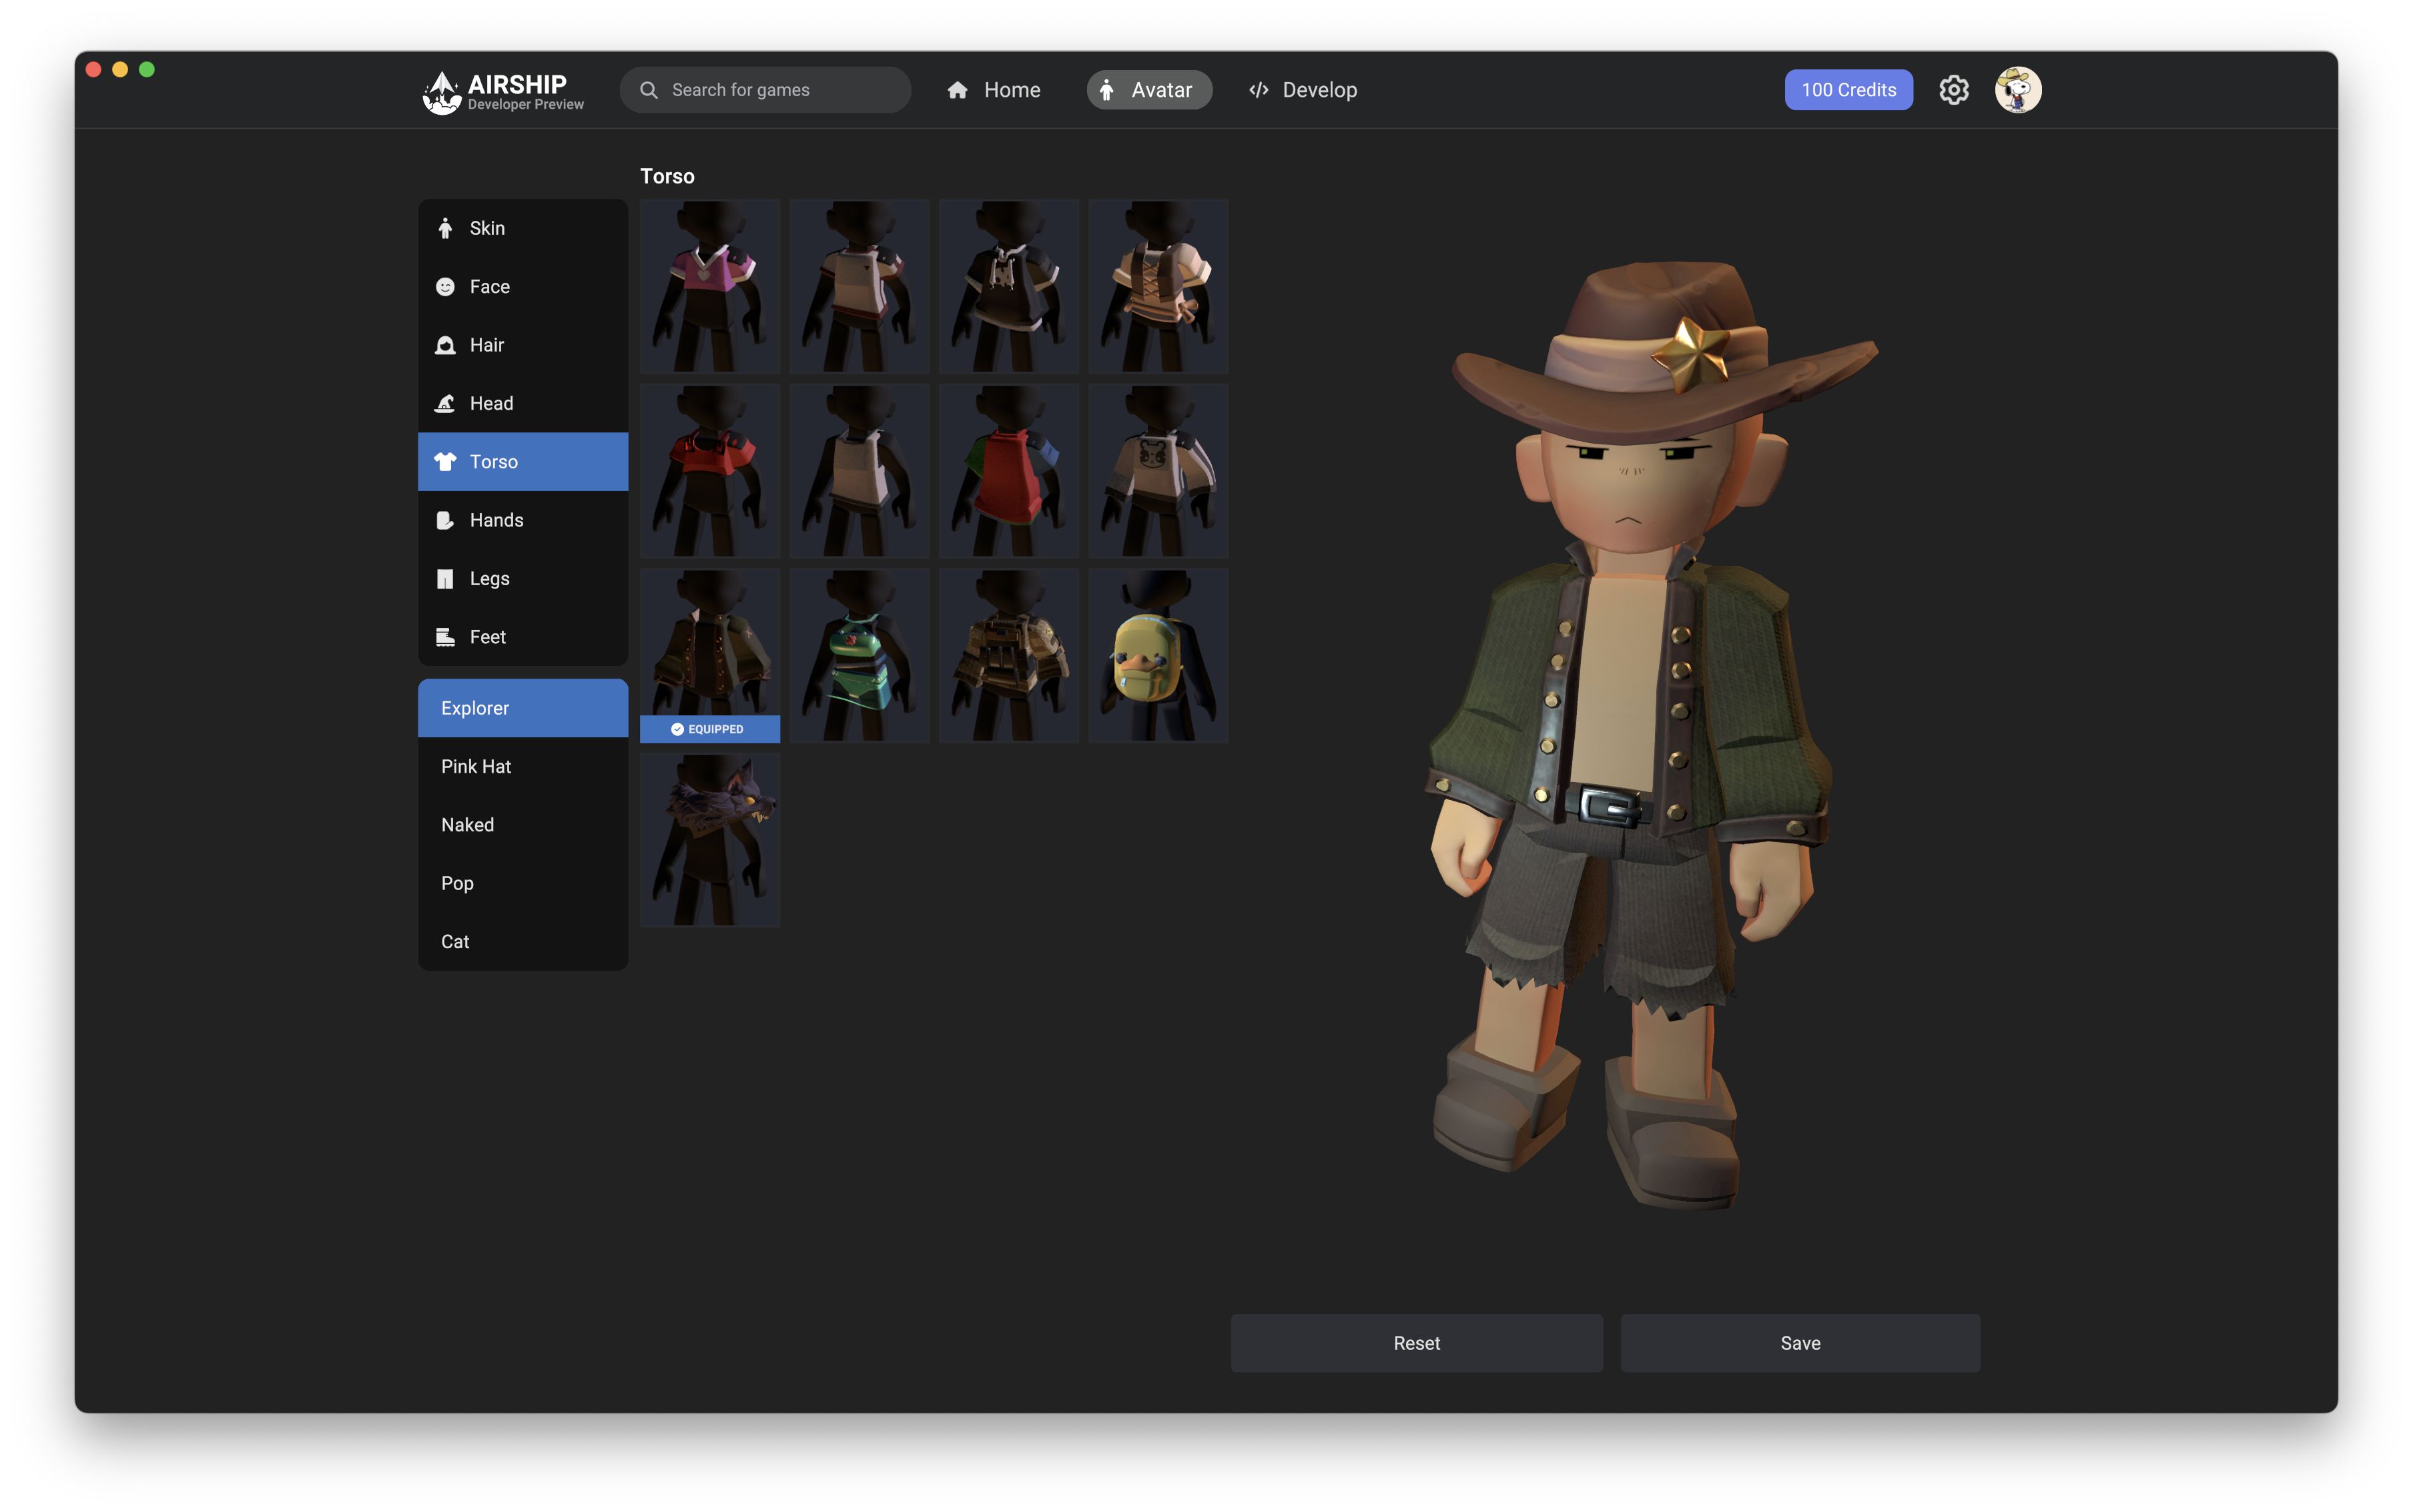 AIRSHIP
Developer Preview
Search for games
Home
Avatar
Develop
100 Credits
Torso
Skin
Face
Hair
Head
Torso
Hands
Legs
Feet
Explorer
Pink Hat
Naked
Pop
Cat
EQUIPPED
Reset
Save